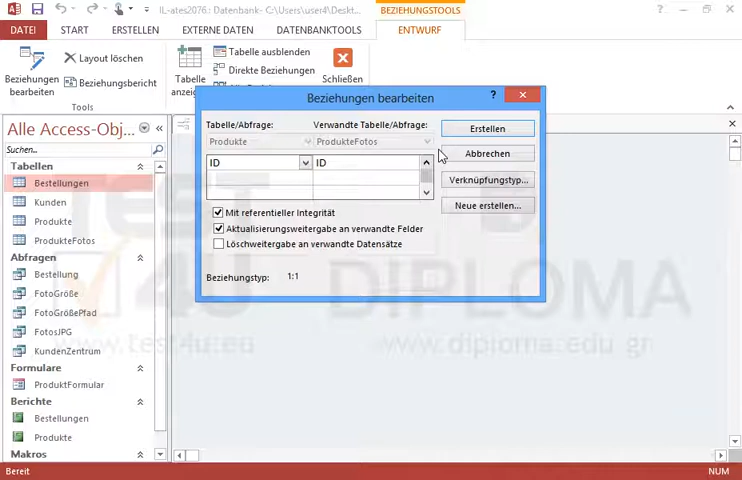 IL-ates2076 : Datenbank- C:\Users\user4\Deskt...
BEZIEHUNGSTOOLS
DATEI START ERSTELLEN EXTERNE DATEN DATENBANKTOOLS ENTWURF
Beziehungen bearbeiten
Layout löschen
Beziehungsbericht
Tools
Tabelle anzei
Tabelle ausblenden
Direkte Beziehungen
Schließen
Alle Access-Obj...
Suchen...
Tabellen
Bestellungen
Kunden
Produkte
ProdukteFotos
Abfragen
Bestellung
FotoGröße
FotoGrößePfad
FotosJPG
KundenZentrum
Formulare
ProduktFormular
Berichte
Bestellungen
Produkte
Makros
Beziehungen bearbeiten
?
Tabelle/Abfrage: Verwandte Tabelle/Abfrage:
Produkte ProdukteFotos
ID ID
Mit referentieller Integrität
Aktualisierungsweitergabe an verwandte Felder
Löschweitergabe an verwandte Datensätze
Beziehungstyp: 1:1
Erstellen
Abbrechen
Verknüpfungstyp...
Neue erstellen...
TEST
4U
DIPLOMA
www.test4u.eu
www.diploma.edu.gr
Bereit
NUM